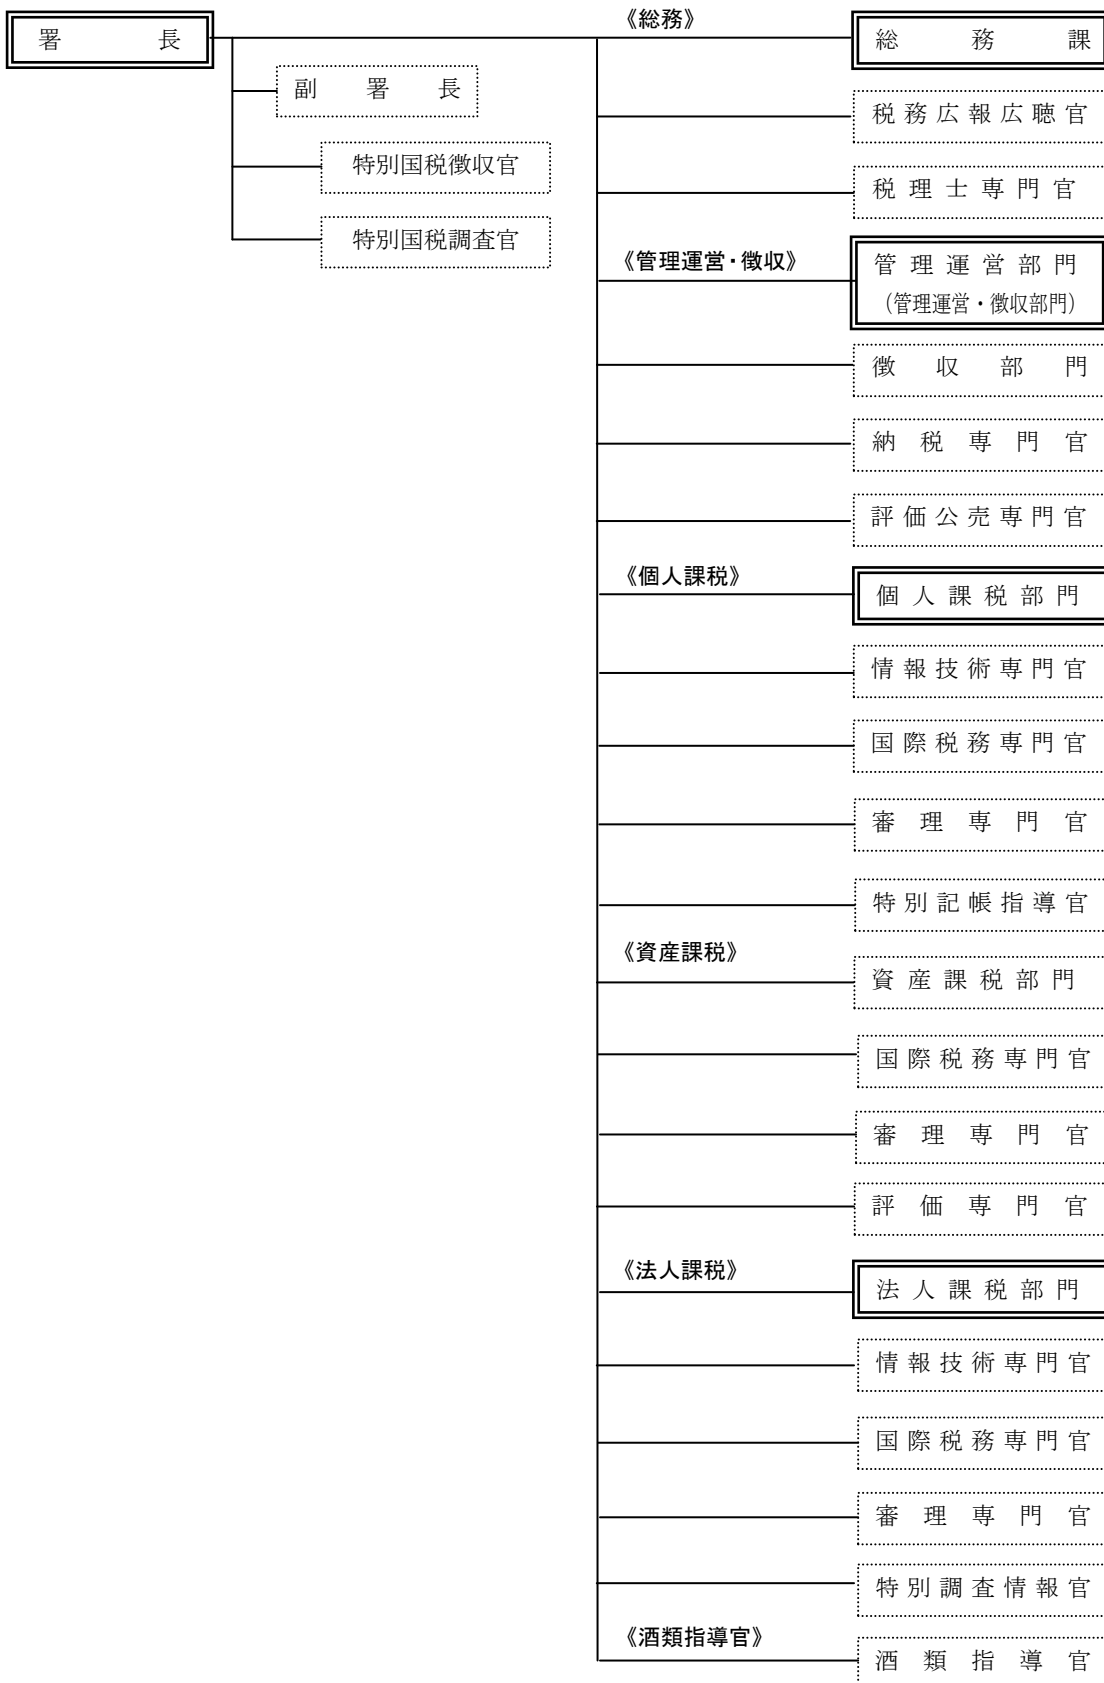 署長
副署長
特別国税徴収官
特別国税調査官
《総務》
総務課
税務広報広聴官
税理士専門官
《管理運営・徴収》
管理運営部門
（管理運営・徴収部門）
徴収部門
納税専門官
評価公売専門官
《個人課税》
個人課税部門
情報技術専門官
国際税務専門官
審理専門官
特別記帳指導官
《資産課税》
資産課税部門
国際税務専門官
審理専門官
評価専門官
《法人課税》
法人課税部門
情報技術専門官
国際税務専門官
審理専門官
特別調査情報官
《酒類指導官》
酒類指導官